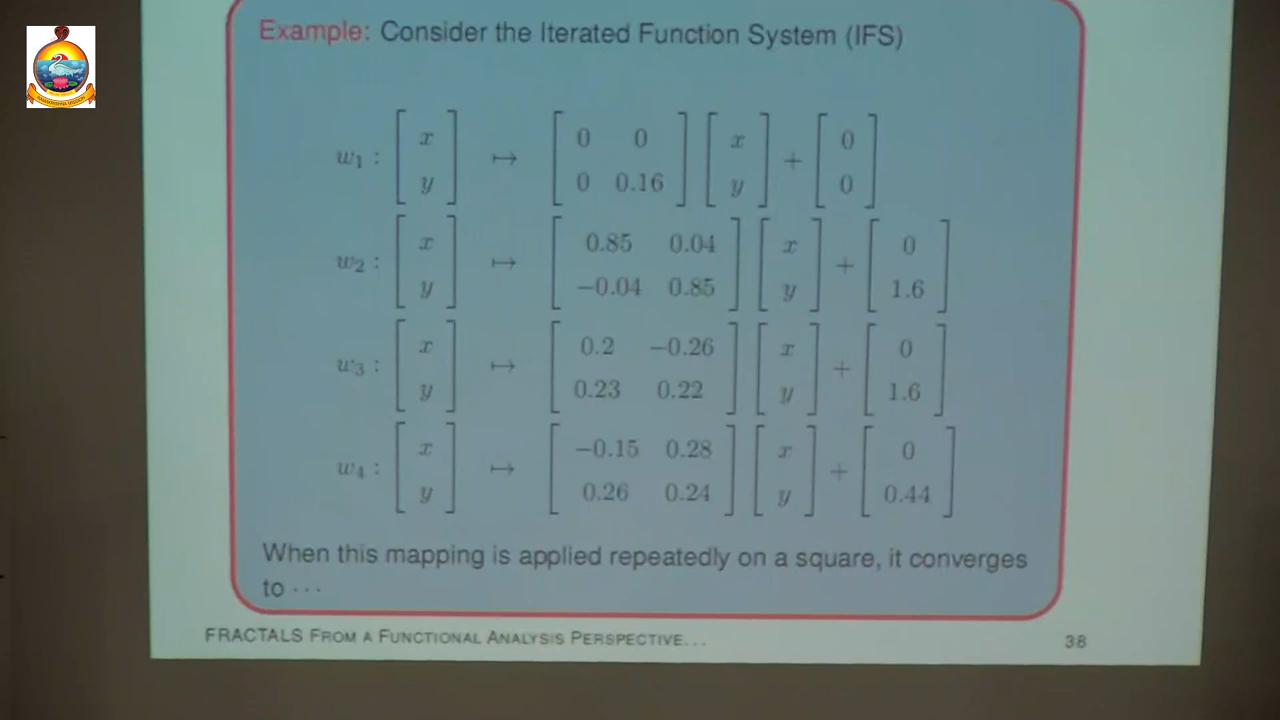 Example: Consider the Iterated Function System (IFS)
w₁ : [x; y] ↦ [0 0; 0 0.16] [x; y] + [0; 0]
w₂ : [x; y] ↦ [0.85 0.04; −0.04 0.85] [x; y] + [0; 1.6]
w₃ : [x; y] ↦ [0.2 −0.26; 0.23 0.22] [x; y] + [0; 1.6]
w₄ : [x; y] ↦ [−0.15 0.28; 0.26 0.24] [x; y] + [0; 0.44]
When this mapping is applied repeatedly on a square, it converges
to ···
FRACTALS FROM A FUNCTIONAL ANALYSIS PERSPECTIVE... 38